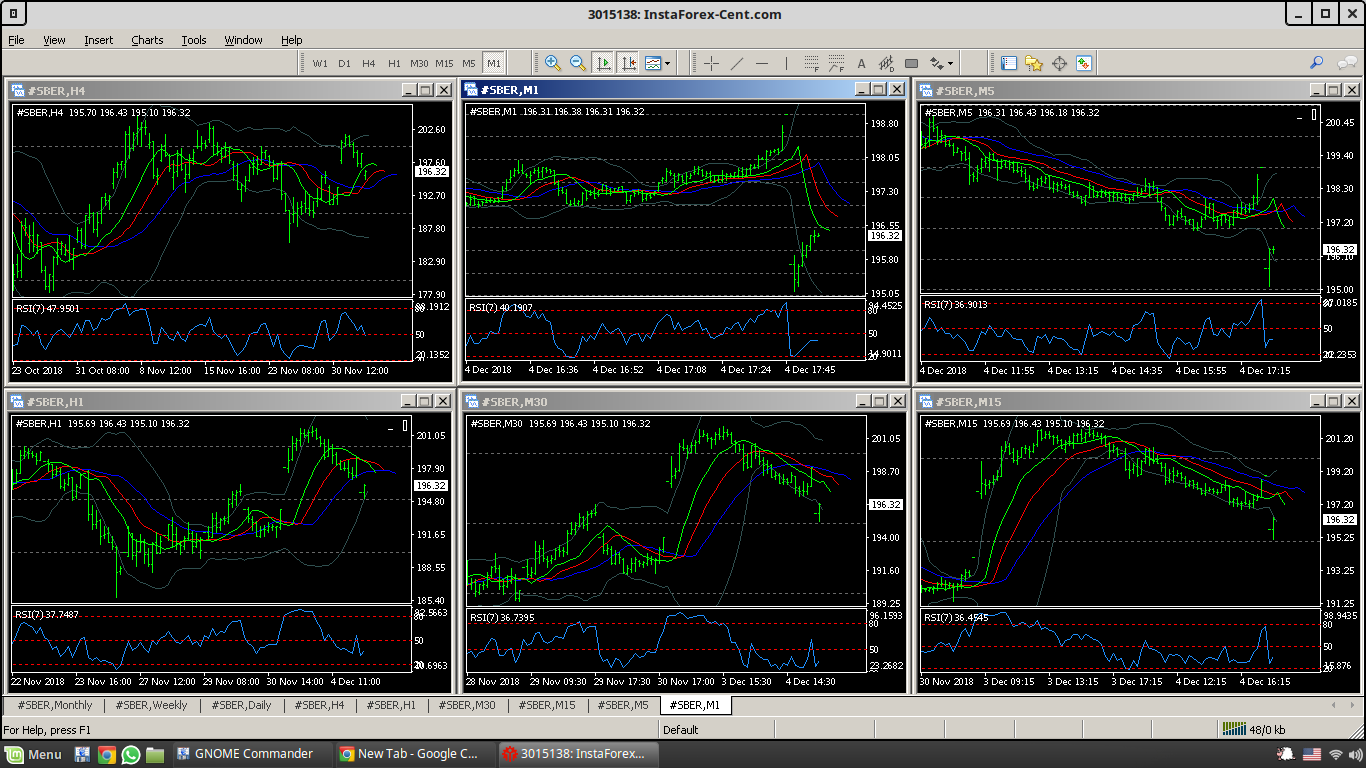 3015138: InstaForex-Cent.com
File View Insert Charts Tools Window Help
W1 D1 H4 H1 M30 M15 M5 M1
#SBER,H4
#SBER,H4 195.70 196.43 195.10 196.32
202.60
197.60
196.32
192.70
187.80
182.90
177.90
RSI(7) 47.9501
50
23 Oct 2018 31 Oct 08:00 8 Nov 12:00 15 Nov 16:00 23 Nov 08:00 30 Nov 12:00
#SBER,M1
#SBER,M1 196.31 196.38 196.31 196.32
198.80
198.05
197.30
196.55
196.32
195.80
195.05
RSI(7) 40.1907
94.4525
80
50
14.9011
4 Dec 2018 4 Dec 16:36 4 Dec 16:52 4 Dec 17:08 4 Dec 17:24 4 Dec 17:45
#SBER,M5
#SBER,M5 196.31 196.43 196.18 196.32
200.45
199.40
198.30
197.20
196.32
196.10
195.00
RSI(7) 36.9013
50
4 Dec 2018 4 Dec 11:55 4 Dec 13:15 4 Dec 14:35 4 Dec 15:55 4 Dec 17:15
#SBER,H1
#SBER,H1 195.69 196.43 195.10 196.32
201.05
197.90
196.32
194.80
191.65
188.55
185.40
RSI(7) 37.7487
80
50
22 Nov 2018 23 Nov 16:00 27 Nov 12:00 29 Nov 08:00 30 Nov 14:00 4 Dec 11:00
#SBER,M30
#SBER,M30 195.69 196.43 195.10 196.32
201.05
198.70
196.32
194.00
191.60
189.25
RSI(7) 36.7395
96.1593
80
50
23.2682
28 Nov 2018 29 Nov 09:30 29 Nov 17:30 30 Nov 17:00 3 Dec 15:30 4 Dec 14:30
#SBER,M15
#SBER,M15 195.69 196.43 195.10 196.32
201.20
199.20
197.20
196.32
195.25
193.25
191.25
RSI(7) 36.4545
98.9435
80
50
30 Nov 2018 3 Dec 09:15 3 Dec 13:15 3 Dec 17:15 4 Dec 12:15 4 Dec 16:15
#SBER,Monthly #SBER,Weekly #SBER,Daily #SBER,H4 #SBER,H1 #SBER,M30 #SBER,M15 #SBER,M5 #SBER,M1
For Help, press F1 Default 48/0 kb
Menu GNOME Commander New Tab - Google C... 3015138: InstaForex...